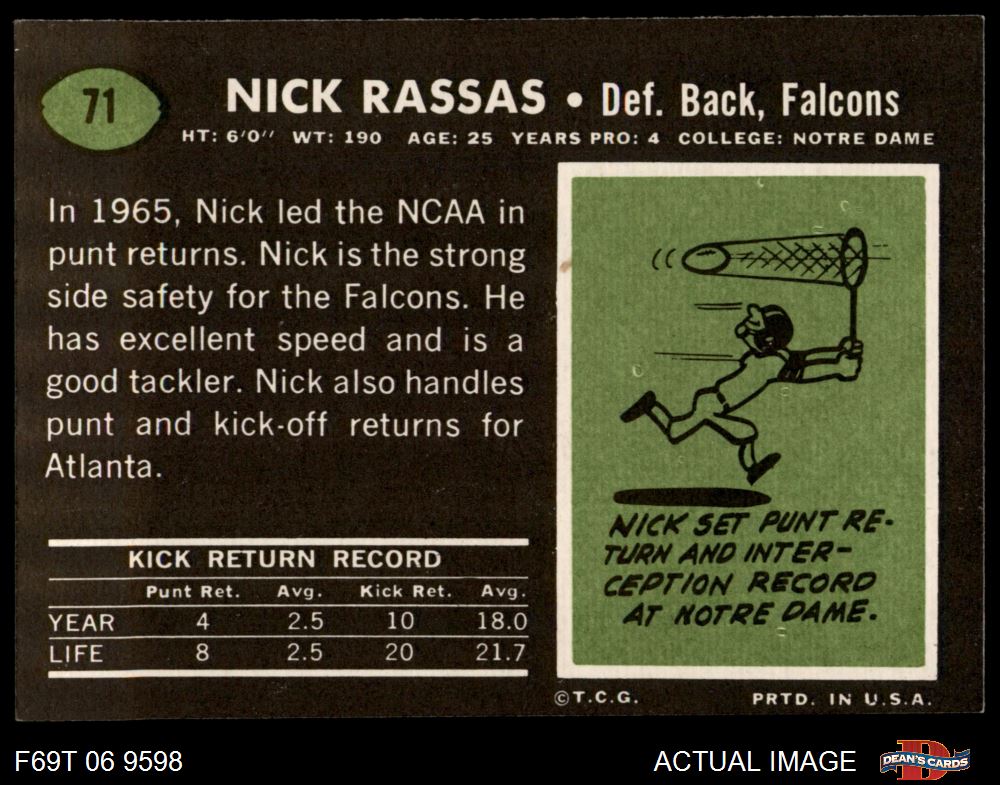 71
NICK RASSAS • Def. Back, Falcons
HT: 6'0" WT: 190 AGE: 25 YEARS PRO: 4 COLLEGE: NOTRE DAME
In 1965, Nick led the NCAA in
punt returns. Nick is the strong
side safety for the Falcons. He
has excellent speed and is a
good tackler. Nick also handles
punt and kick-off returns for
Atlanta.
KICK RETURN RECORD
Punt Ret. Avg. Kick Ret. Avg.
YEAR 4 2.5 10 18.0
LIFE 8 2.5 20 21.7
NICK SET PUNT RE-
TURN AND INTER-
CEPTION RECORD
AT NOTRE DAME.
©T.C.G. PRTD. IN U.S.A.
F69T 06 9598 ACTUAL IMAGE DEAN'S CARDS